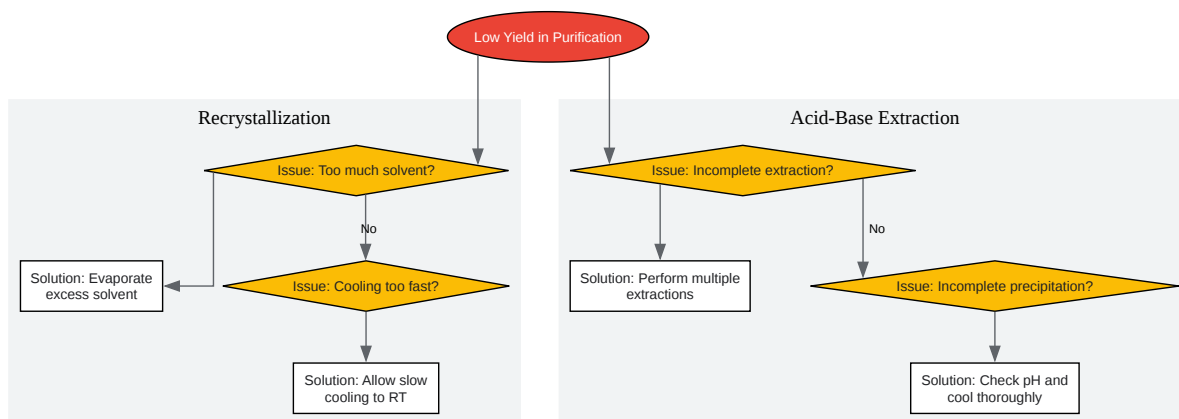 Low Yield in Purification
Recrystallization
Issue: Too much solvent?
No
Solution: Evaporate
excess solvent
Issue: Cooling too fast?
Solution: Allow slow
cooling to RT
Acid-Base Extraction
Issue: Incomplete extraction?
No
Solution: Perform multiple
extractions
Issue: Incomplete precipitation?
Solution: Check pH and
cool thoroughly